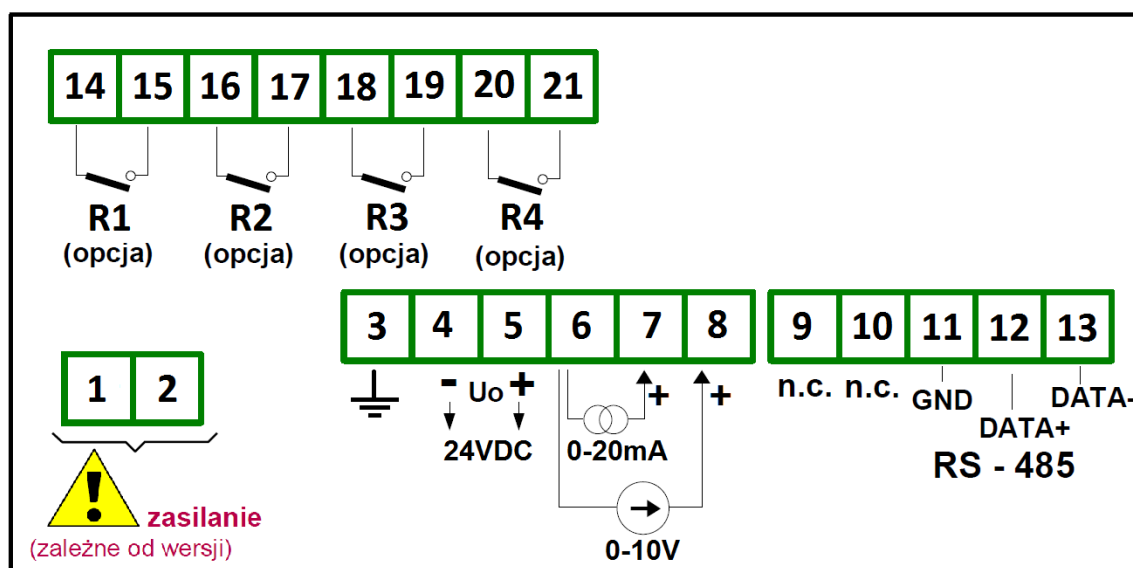 14 15 16 17 18 19 20 21
R1 R2 R3 R4
(opcja) (opcja) (opcja) (opcja)
3 4 5 6 7 8 9 10 11 12 13
1 2
- Uo + + + n.c. n.c. GND DATA-
24VDC 0-20mA DATA+
RS - 485
! zasilanie
(zależne od wersji)
0-10V